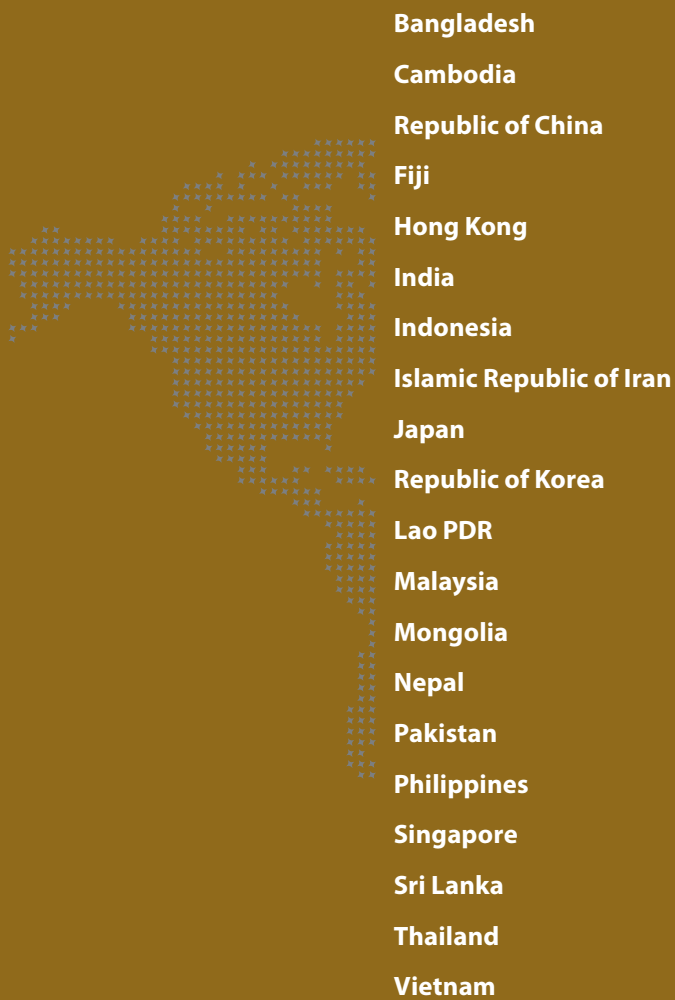 Bangladesh
Cambodia
Republic of China
Fiji
Hong Kong
India
Indonesia
Islamic Republic of Iran
Japan
Republic of Korea
Lao PDR
Malaysia
Mongolia
Nepal
Pakistan
Philippines
Singapore
Sri Lanka
Thailand
Vietnam